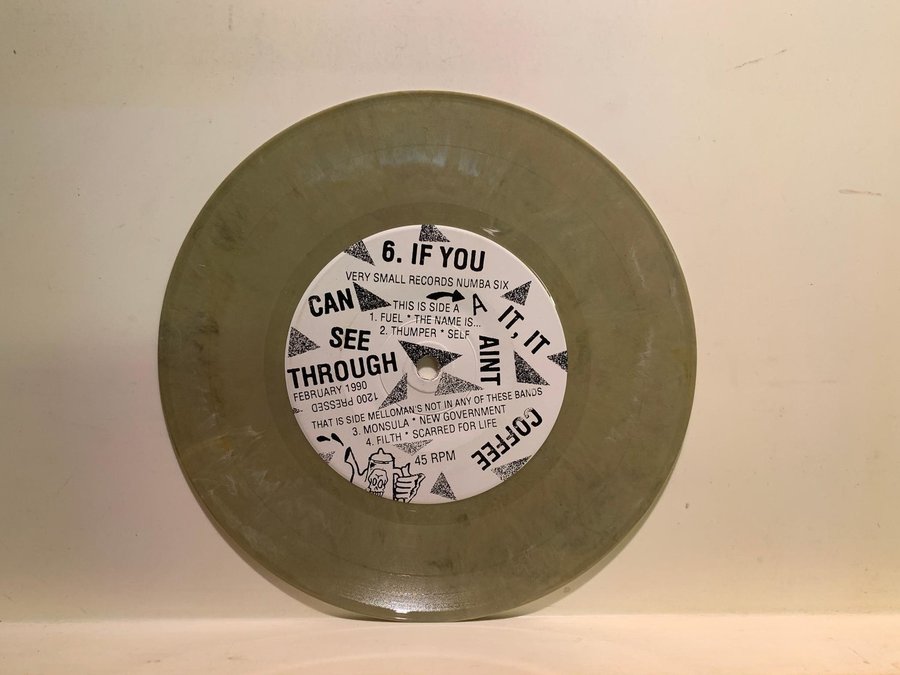 6. IF YOU
VERY SMALL RECORDS NUMBA SIX
CAN
SEE
THROUGH
IT, IT
AINT
COFFEE
THIS IS SIDE A
1. FUEL * THE NAME IS...
2. THUMPER * SELF
FEBRUARY 1990
1200 PRESSED
THAT IS SIDE MELLOMAN'S NOT IN ANY OF THESE BANDS
3. MONSULA * NEW GOVERNMENT
4. FILTH * SCARRED FOR LIFE
45 RPM